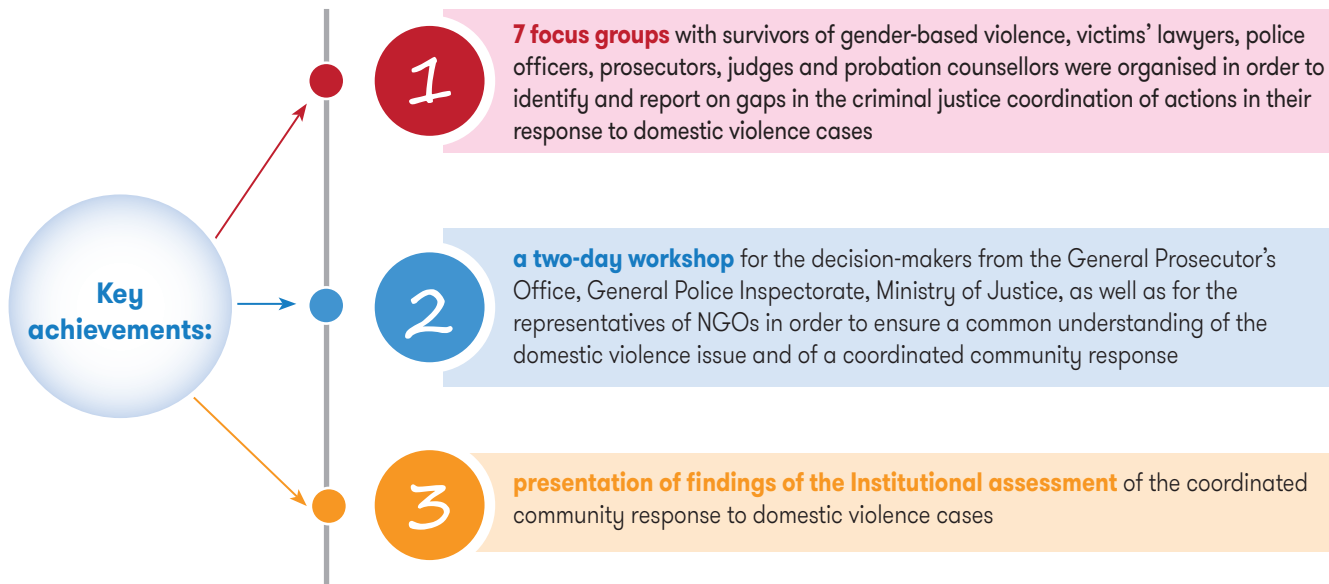 Key
achievements:
1
7 focus groups with survivors of gender-based violence, victims’ lawyers, police
officers, prosecutors, judges and probation counsellors were organised in order to
identify and report on gaps in the criminal justice coordination of actions in their
response to domestic violence cases
2
a two-day workshop for the decision-makers from the General Prosecutor’s
Office, General Police Inspectorate, Ministry of Justice, as well as for the
representatives of NGOs in order to ensure a common understanding of the
domestic violence issue and of a coordinated community response
3
presentation of findings of the Institutional assessment of the coordinated
community response to domestic violence cases